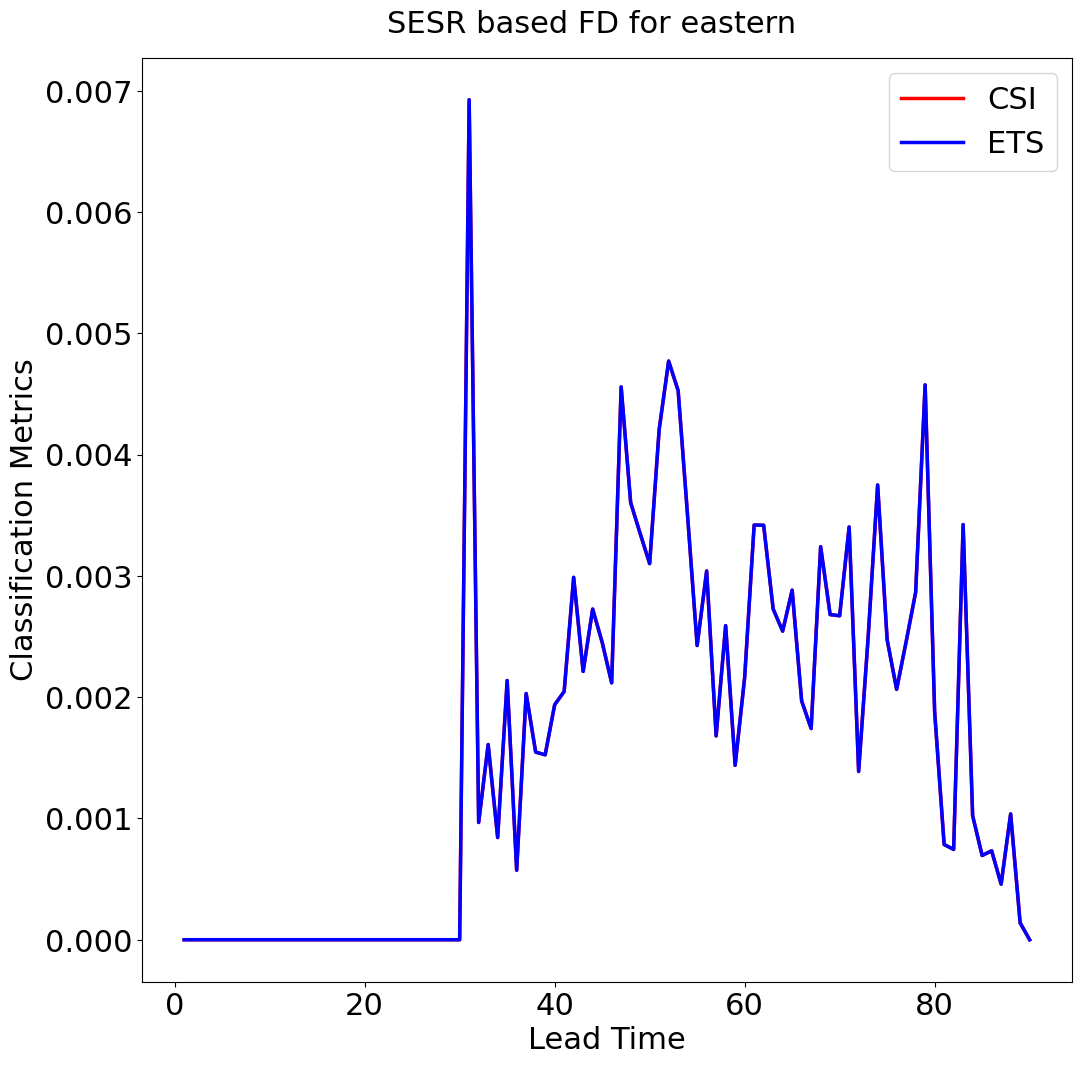 SESR based FD for eastern
CSI
ETS
Classification Metrics
0.007
0.006
0.005
0.004
0.003
0.002
0.001
0.000
0 20 40 60 80
Lead Time